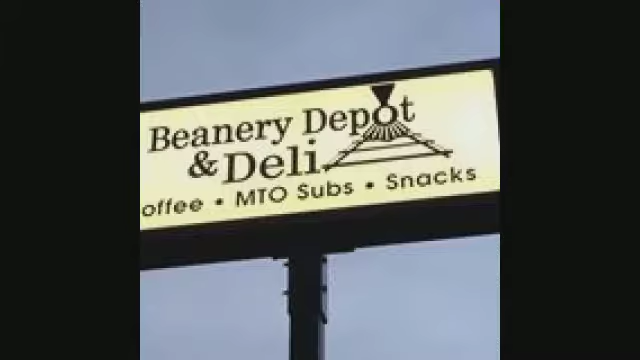 Beanery Depot
& Deli
offee • MTO Subs • Snacks